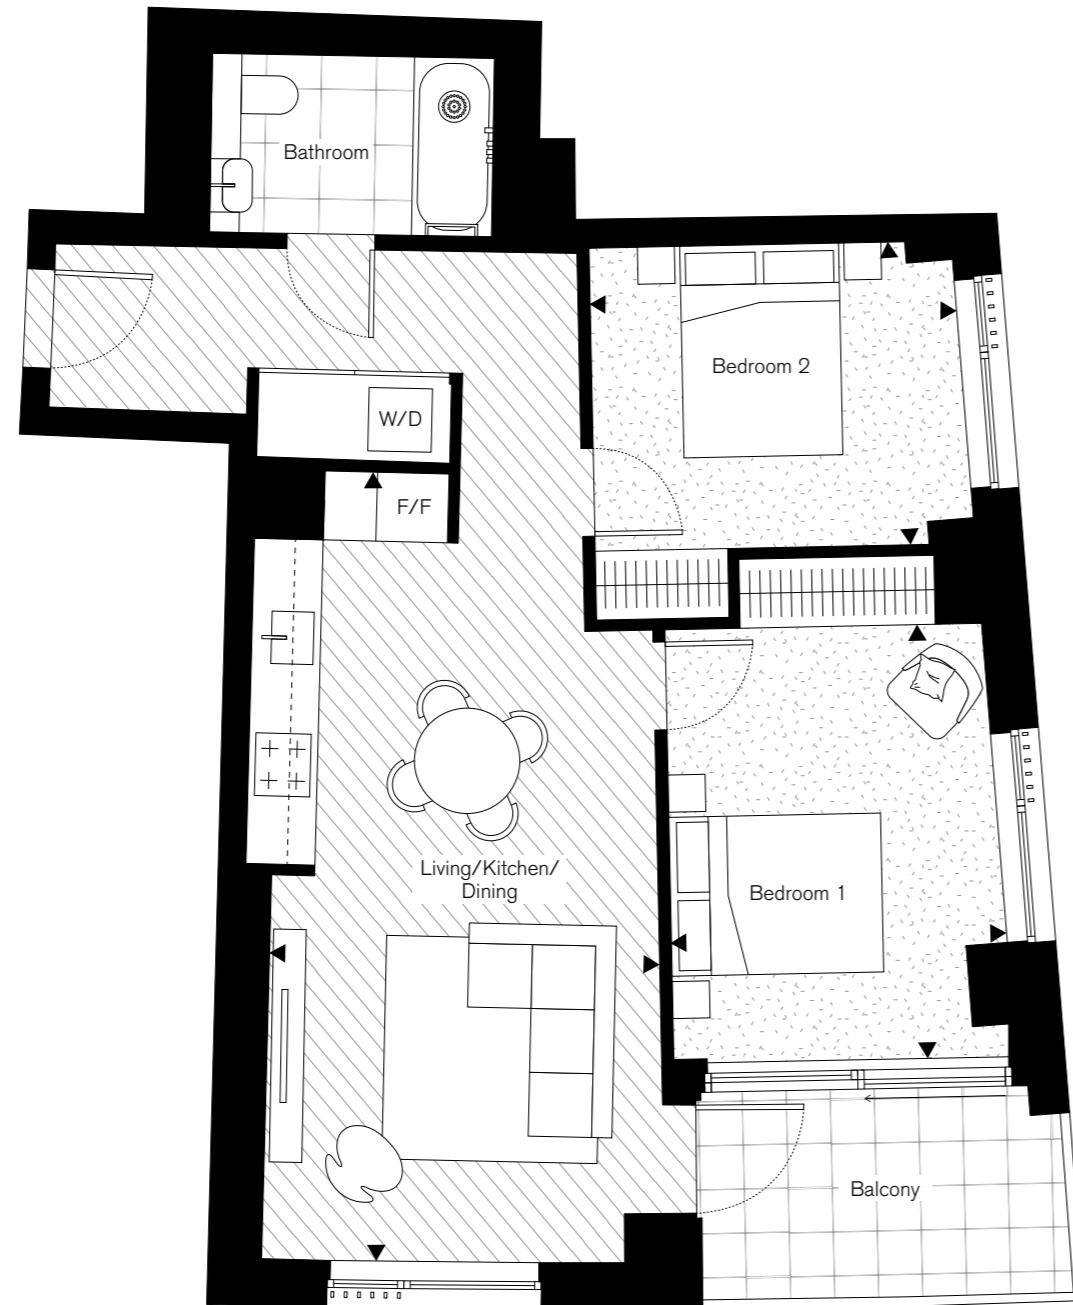 Bathroom
Bedroom 2
W/D
F/F
Living/Kitchen/
Dining
Bedroom 1
Balcony